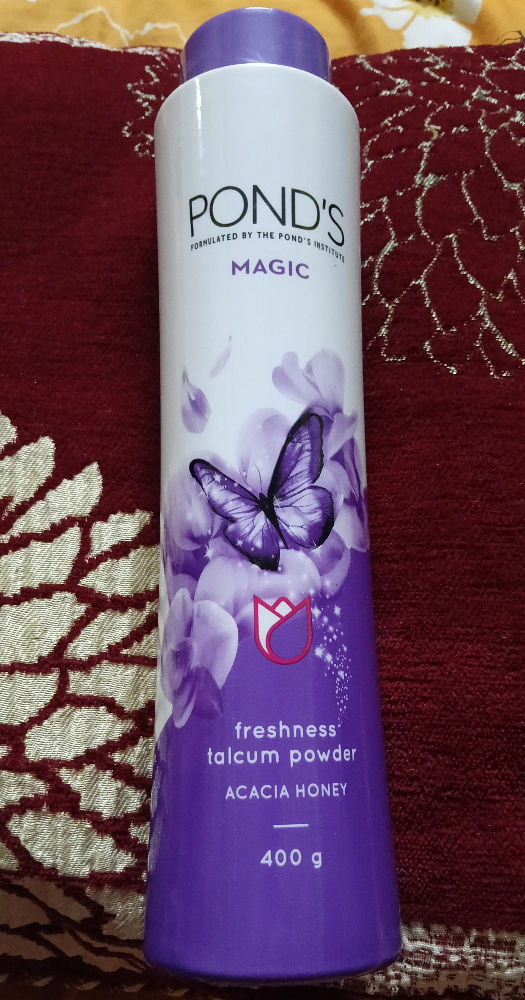 POND'S
FORMULATED BY THE POND'S INSTITUTE
MAGIC
freshness
talcum powder
ACACIA HONEY
400 g